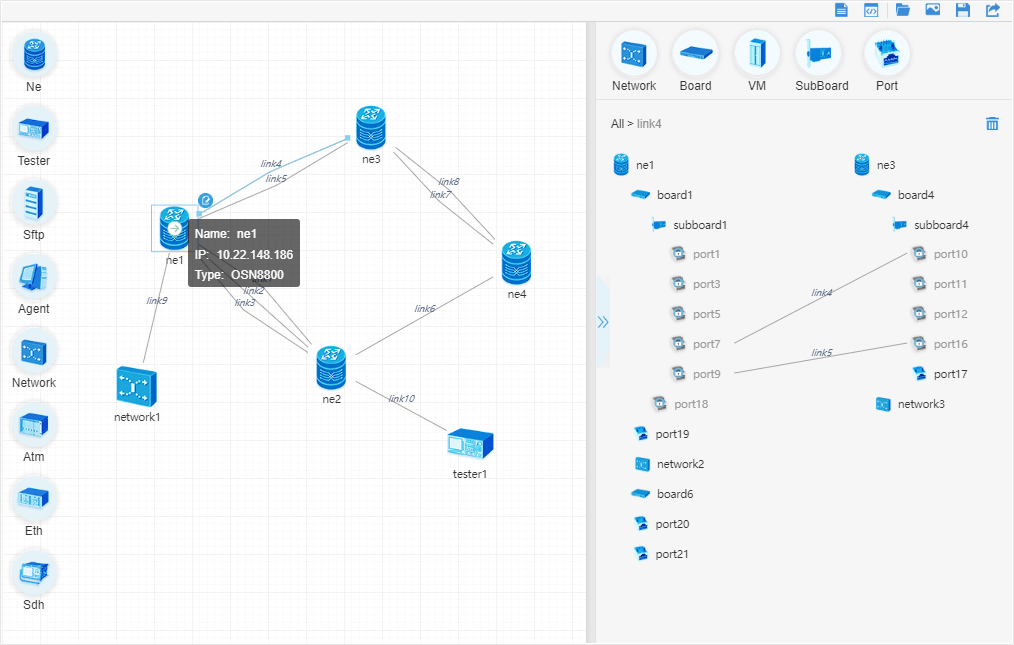 Ne
Tester
Sftp
Agent
Network
Atm
Eth
Sdh
ne3
link4
link5
link8
link7
Name: ne1
IP: 10.22.148.186
Type: OSN8800
ne1
ne4
link2
link3
link9
link6
ne2
network1
link10
tester1
Network
Board
VM
SubBoard
Port
All > link4
ne1
board1
subboard1
port1
port3
port5
port7
port9
port18
port19
network2
board6
port20
port21
link4
link5
ne3
board4
subboard4
port10
port11
port12
port16
port17
network3